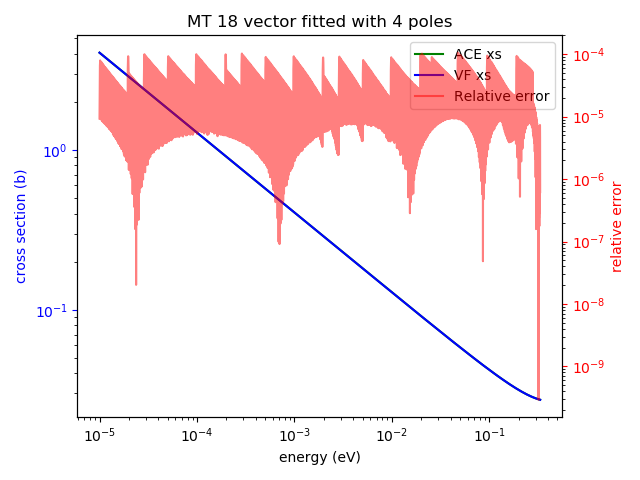 MT 18 vector fitted with 4 poles
ACE xs
VF xs
Relative error
cross section (b)
10^0
10^-1
relative error
10^-4
10^-5
10^-6
10^-7
10^-8
10^-9
10^-5 10^-4 10^-3 10^-2 10^-1
energy (eV)